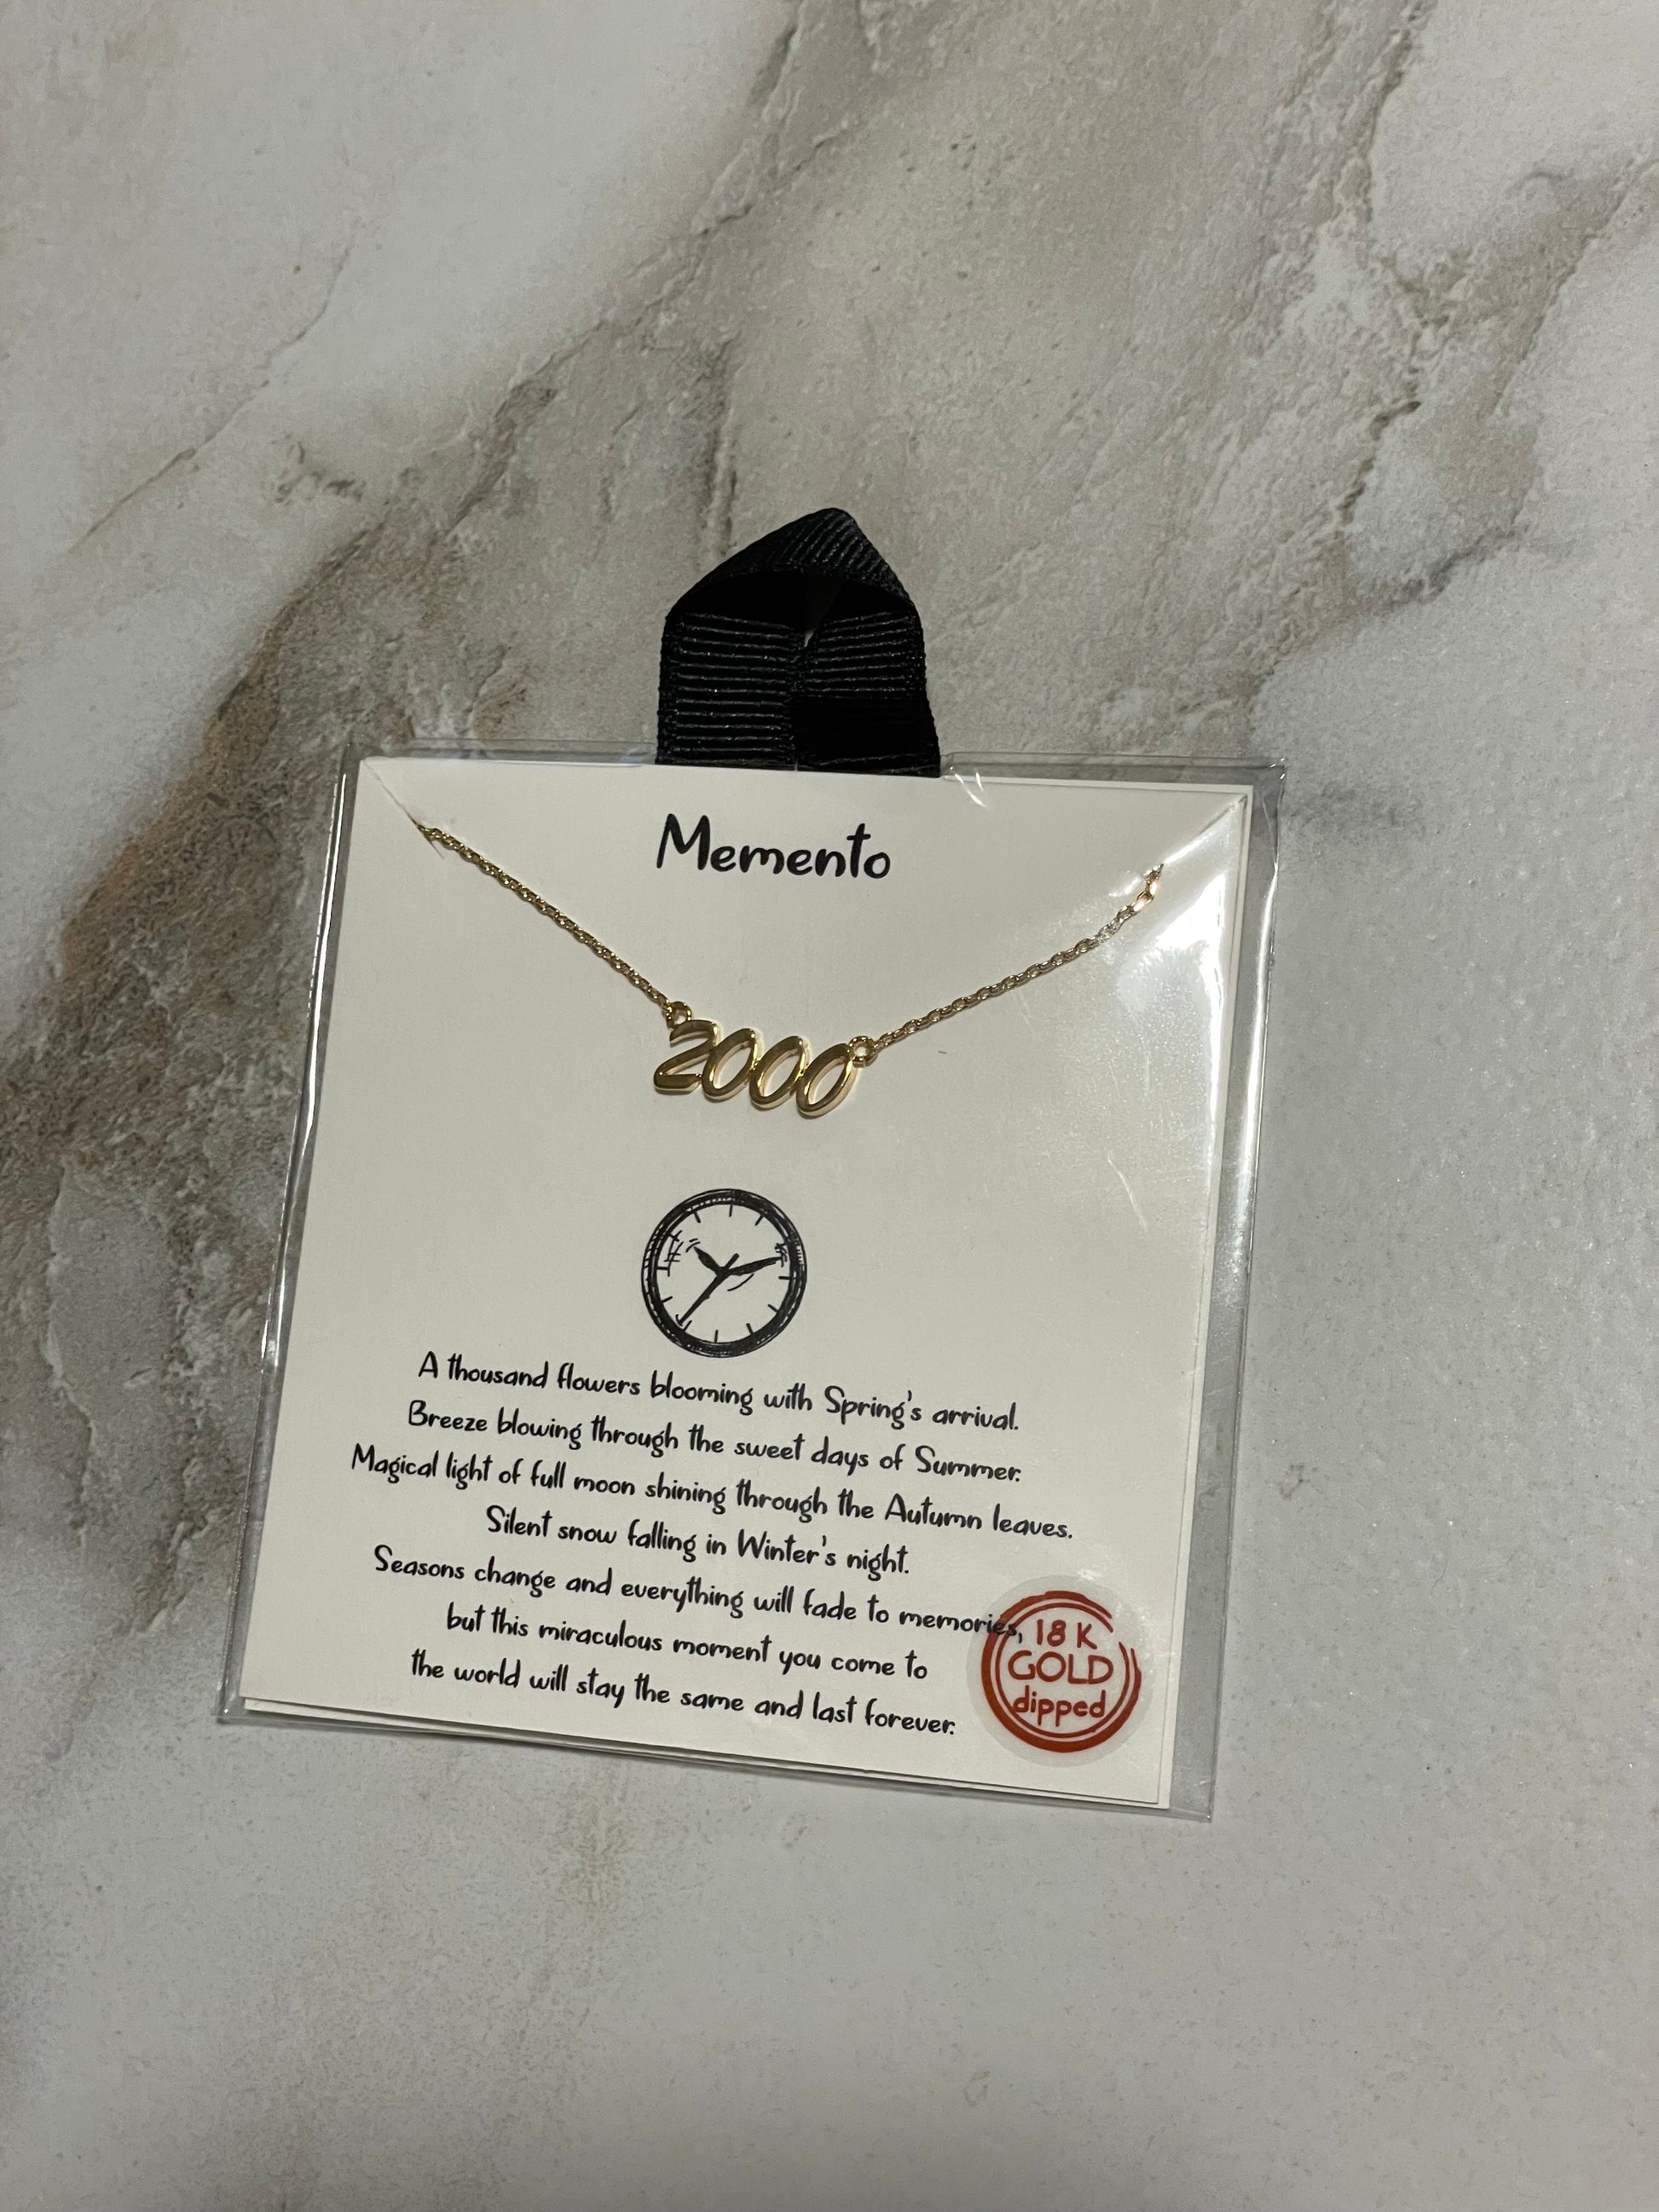 Memento
2000
A thousand flowers blooming with Spring's arrival.
Breeze blowing through the sweet days of Summer.
Magical light of full moon shining through the Autumn leaves.
Silent snow falling in Winter's night.
Seasons change and everything will fade to memories,
but this miraculous moment you come to
the world will stay the same and last forever.
18 K
GOLD
dipped